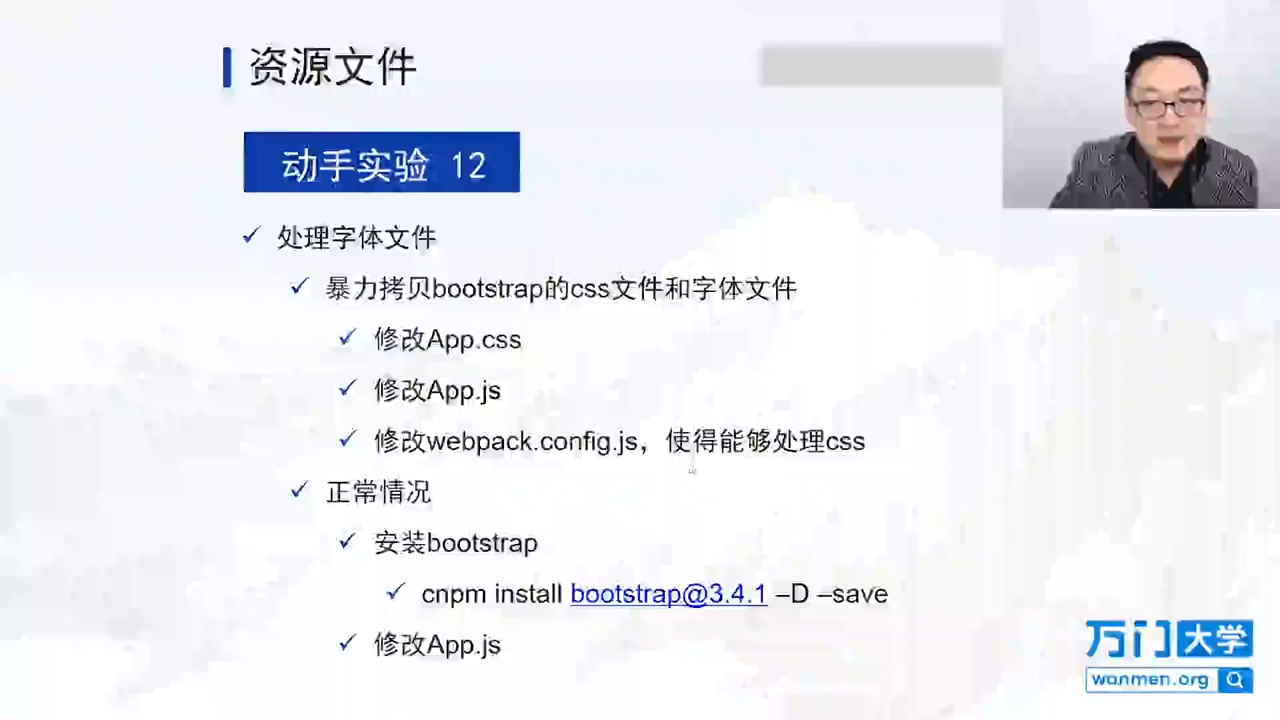 资源文件
动手实验 12
✓ 处理字体文件
✓ 暴力拷贝bootstrap的css文件和字体文件
✓ 修改App.css
✓ 修改App.js
✓ 修改webpack.config.js，使得能够处理css
✓ 正常情况
✓ 安装bootstrap
✓ cnpm install bootstrap@3.4.1 –D –save
✓ 修改App.js
万门大学
wanmen.org